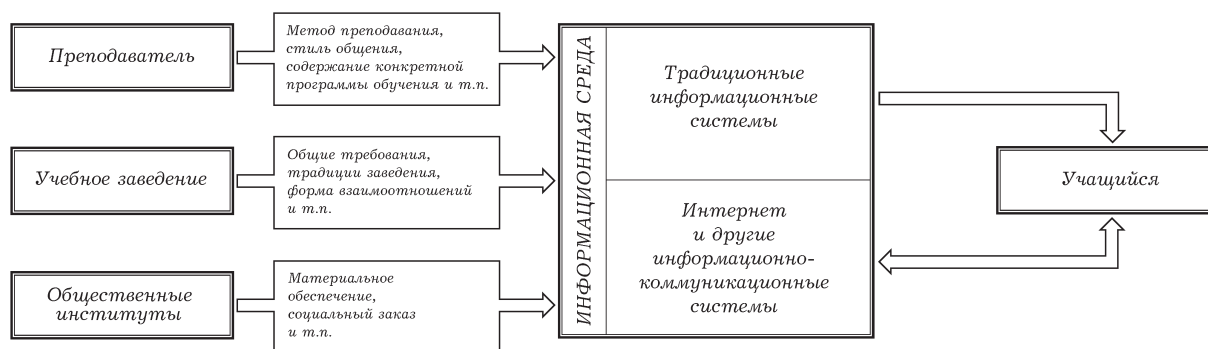 Преподаватель
Метод преподавания,
стиль общения,
содержание конкретной
программы обучения и т.п.
Учебное заведение
Общие требования,
традиции заведения,
форма взаимоотношений
и т.п.
Общественные
институты
Материальное
обеспечение,
социальный заказ
и т.п.
ИНФОРМАЦИОННАЯ СРЕДА
Традиционные
информационные
системы
Интернет
и другие
информационно-
коммуникационные
системы
Учащийся